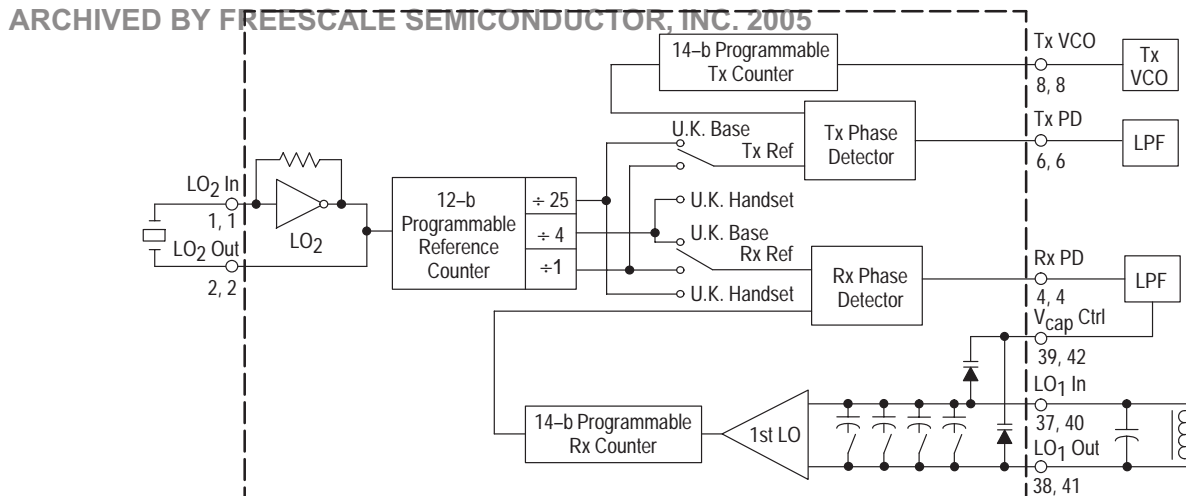 ARCHIVED BY FREESCALE SEMICONDUCTOR, INC. 2005
14–b Programmable
Tx Counter
Tx VCO
8, 8
Tx
VCO
U.K. Base
Tx Ref
Tx Phase
Detector
Tx PD
6, 6
LPF
LO2 In
1, 1
LO2
LO2 Out
2, 2
12–b
Programmable
Reference
Counter
÷ 25
÷ 4
÷1
U.K. Handset
U.K. Base
Rx Ref
U.K. Handset
Rx Phase
Detector
Rx PD
4, 4
LPF
Vcap Ctrl
39, 42
14–b Programmable
Rx Counter
1st LO
LO1 In
37, 40
LO1 Out
38, 41